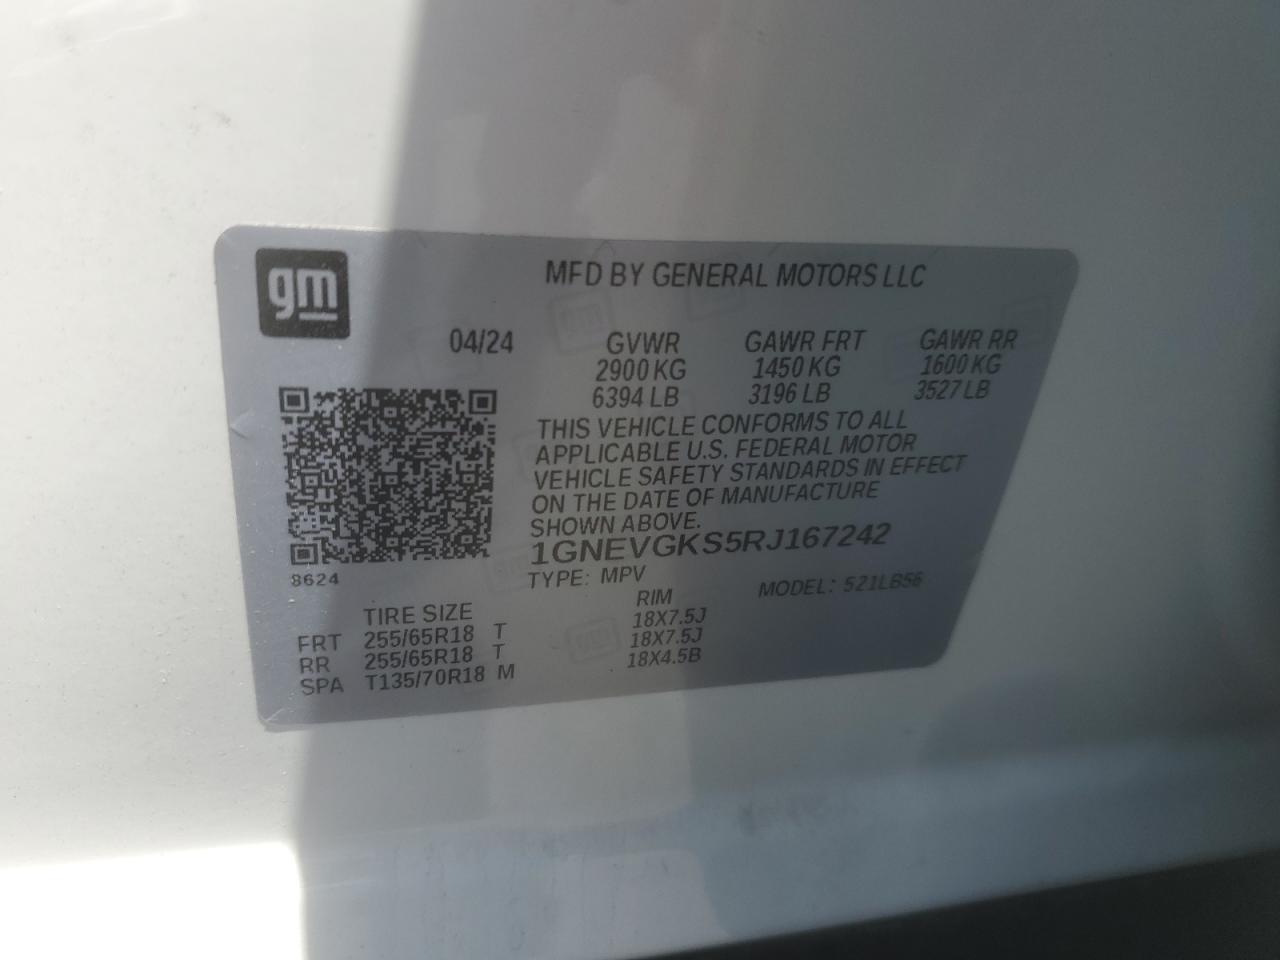 gm
MFD BY GENERAL MOTORS LLC
04/24 GVWR GAWR FRT GAWR RR
2900 KG 1450 KG 1600 KG
6394 LB 3196 LB 3527 LB
THIS VEHICLE CONFORMS TO ALL
APPLICABLE U.S. FEDERAL MOTOR
VEHICLE SAFETY STANDARDS IN EFFECT
ON THE DATE OF MANUFACTURE
SHOWN ABOVE.
1GNEVGKS5RJ167242
8624 TYPE: MPV MODEL: 521LB56
TIRE SIZE RIM
FRT 255/65R18 T 18X7.5J
RR 255/65R18 T 18X7.5J
SPA T135/70R18 M 18X4.5B